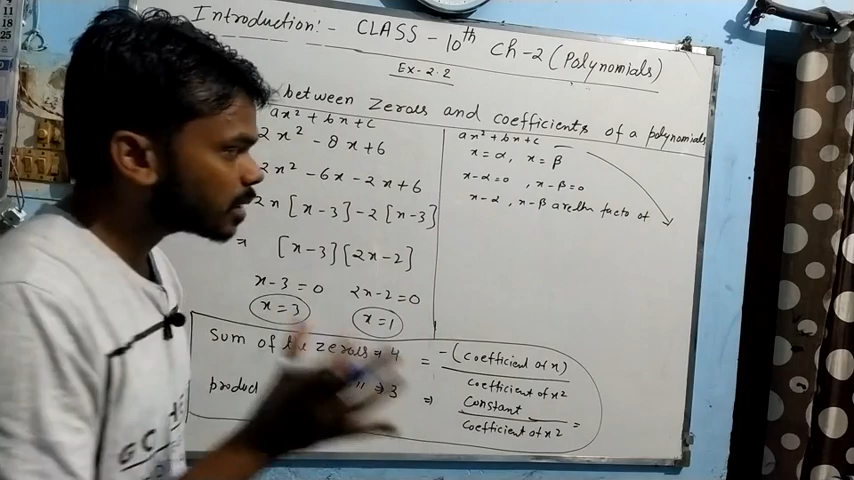 Introduction:- CLASS - 10th Ch-2 (Polynomials)
Ex-2.2
between zeroes and coefficients of a polynomials
ax² + bx + c
2x² - 8x + 6
2x² - 6x - 2x + 6
2x [x-3] - 2 [x-3]
[x-3] [2x-2]
x-3=0 2x-2=0
x=3 x=1
ax² + bx + c
x = α, x = β
x-α=0, x-β=0
x-α, x-β are the facto of
Sum of zeroes 4 = -(coefficient of x)
coefficient of x²
product " 3 ⇒ Constant =
coefficient of x²
GC